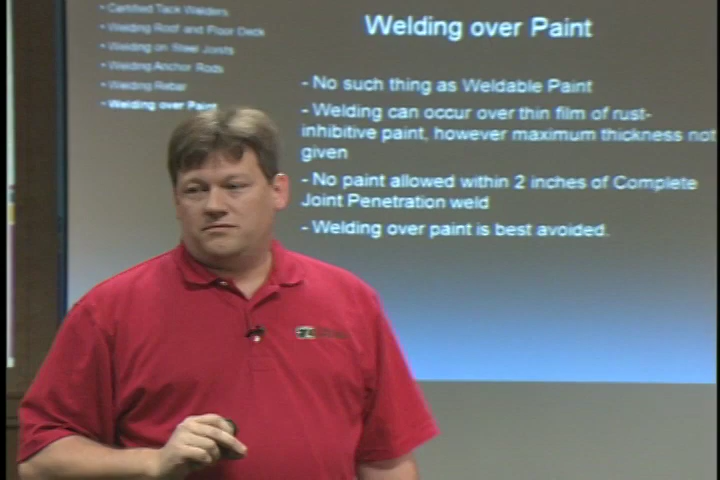 • Certified Tack Welders
• Welding Roof and Floor Deck
• Welding on Steel Joists
• Welding Anchor Rods
• Welding Rebar
• Welding over Paint
Welding over Paint
- No such thing as Weldable Paint
- Welding can occur over thin film of rust-
inhibitive paint, however maximum thickness not
given
- No paint allowed within 2 inches of Complete
Joint Penetration weld
- Welding over paint is best avoided.